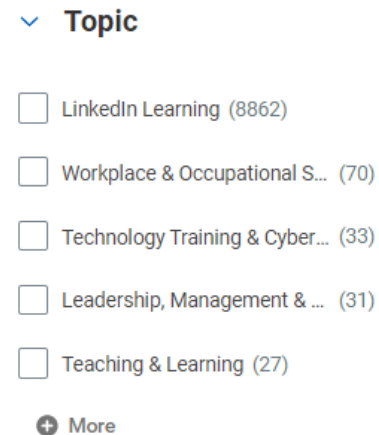 Topic
LinkedIn Learning (8862)
Workplace & Occupational S... (70)
Technology Training & Cyber... (33)
Leadership, Management & ... (31)
Teaching & Learning (27)
More